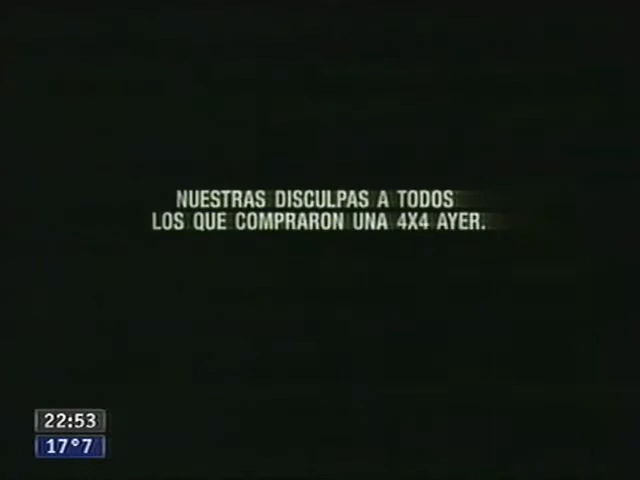 NUESTRAS DISCULPAS A TODOS
LOS QUE COMPRARON UNA 4X4 AYER.
22:53
17°7